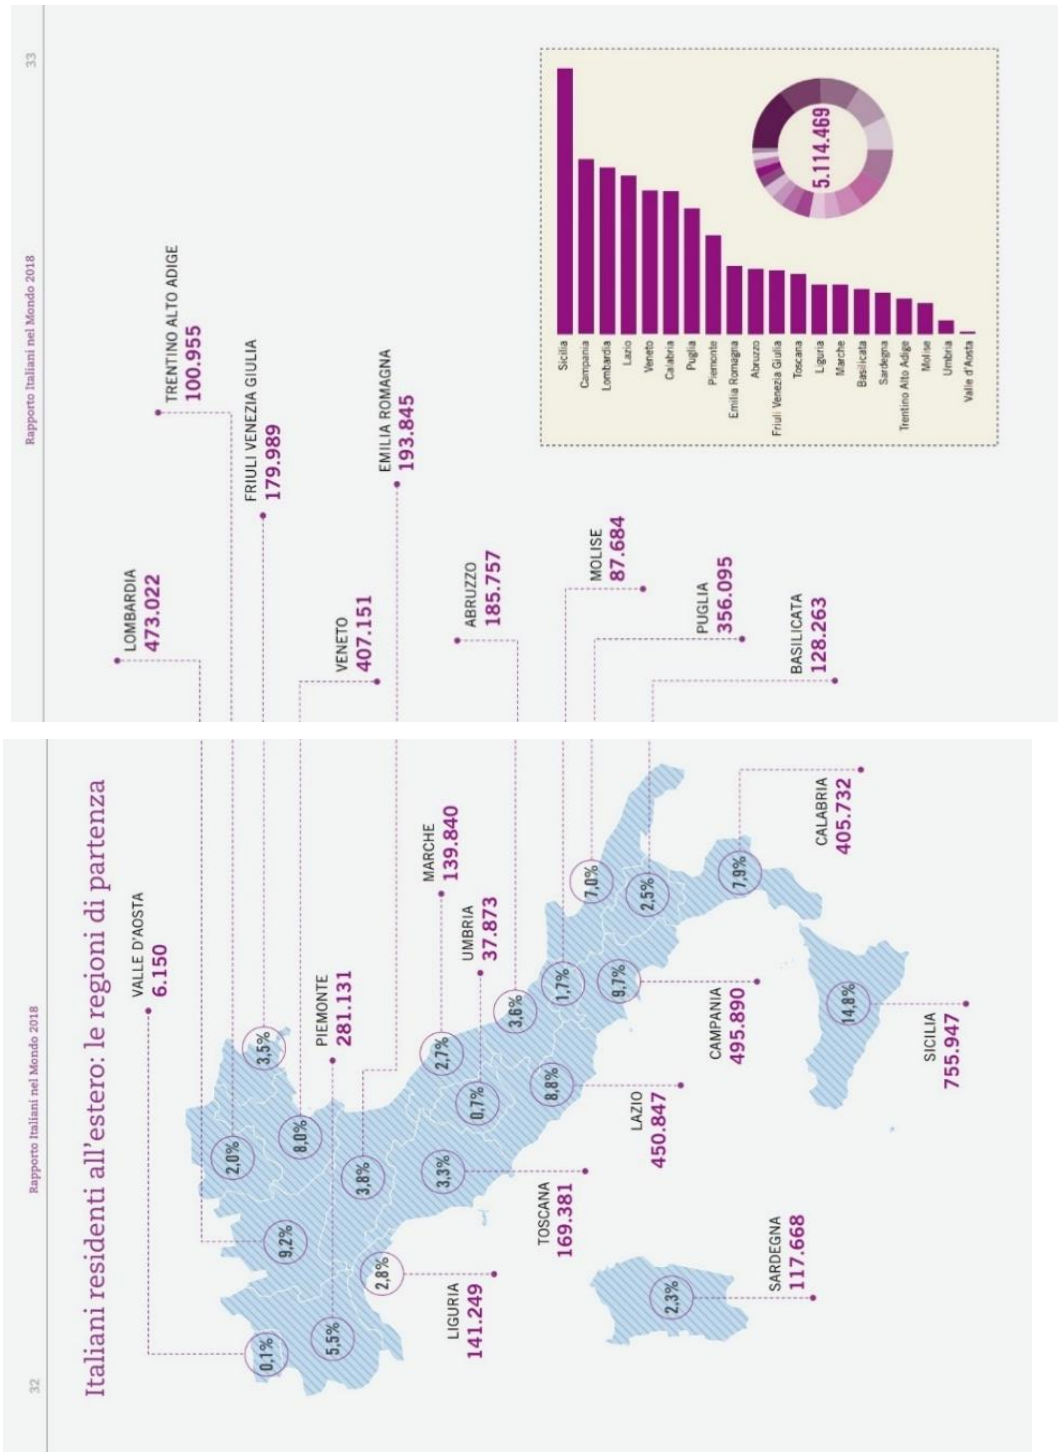 32
Rapporto Italiani nel Mondo 2018
Italiani residenti all'estero: le regioni di partenza
VALLE D'AOSTA
6.150
PIEMONTE
281.131
MARCHE
139.840
UMBRIA
37.873
LIGURIA
141.249
TOSCANA
169.381
LAZIO
450.847
CAMPANIA
495.890
CALABRIA
405.732
SARDEGNA
117.668
SICILIA
755.947
0,1%
5,5%
9,2%
2,0%
3,5%
8,0%
3,8%
2,8%
3,3%
2,7%
0,7%
3,6%
8,8%
1,7%
9,7%
7,0%
2,5%
7,9%
2,3%
14,8%
Rapporto Italiani nel Mondo 2018
33
LOMBARDIA
473.022
TRENTINO ALTO ADIGE
100.955
FRIULI VENEZIA GIULIA
179.989
VENETO
407.151
EMILIA ROMAGNA
193.845
ABRUZZO
185.757
MOLISE
87.684
PUGLIA
356.095
BASILICATA
128.263
Sicilia
Campania
Lombardia
Lazio
Veneto
Calabria
Puglia
Piemonte
Emilia Romagna
Abruzzo
Friuli Venezia Giulia
Toscana
Liguria
Marche
Basilicata
Sardegna
Trentino Alto Adige
Molise
Umbria
Valle d'Aosta
5.114.469